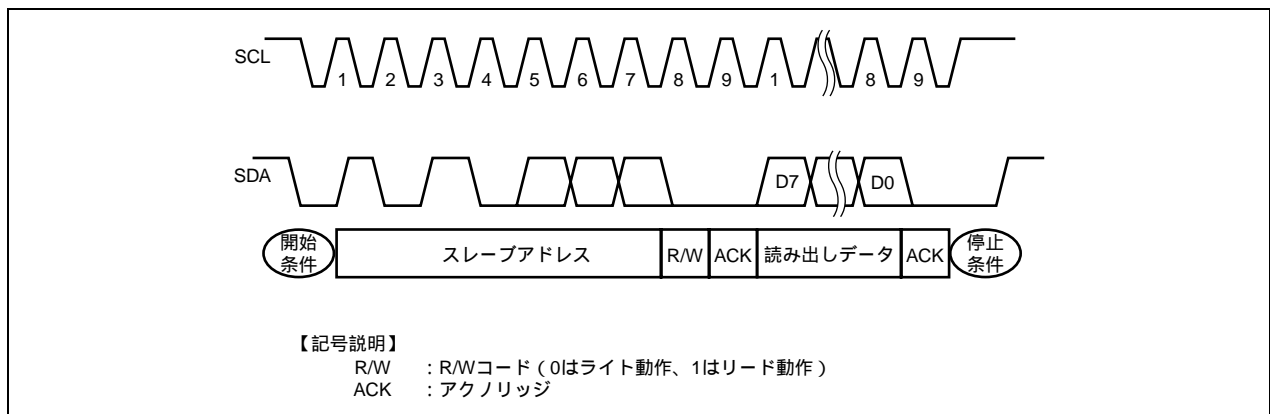 SCL
1 2 3 4 5 6 7 8 9 1 8 9
SDA
D7 D0
開始
条件
スレーブアドレス
R/W
ACK
読み出しデータ
ACK
停止
条件
【記号説明】
R/W :R/Wコード(0はライト動作、1はリード動作)
ACK :アクノリッジ